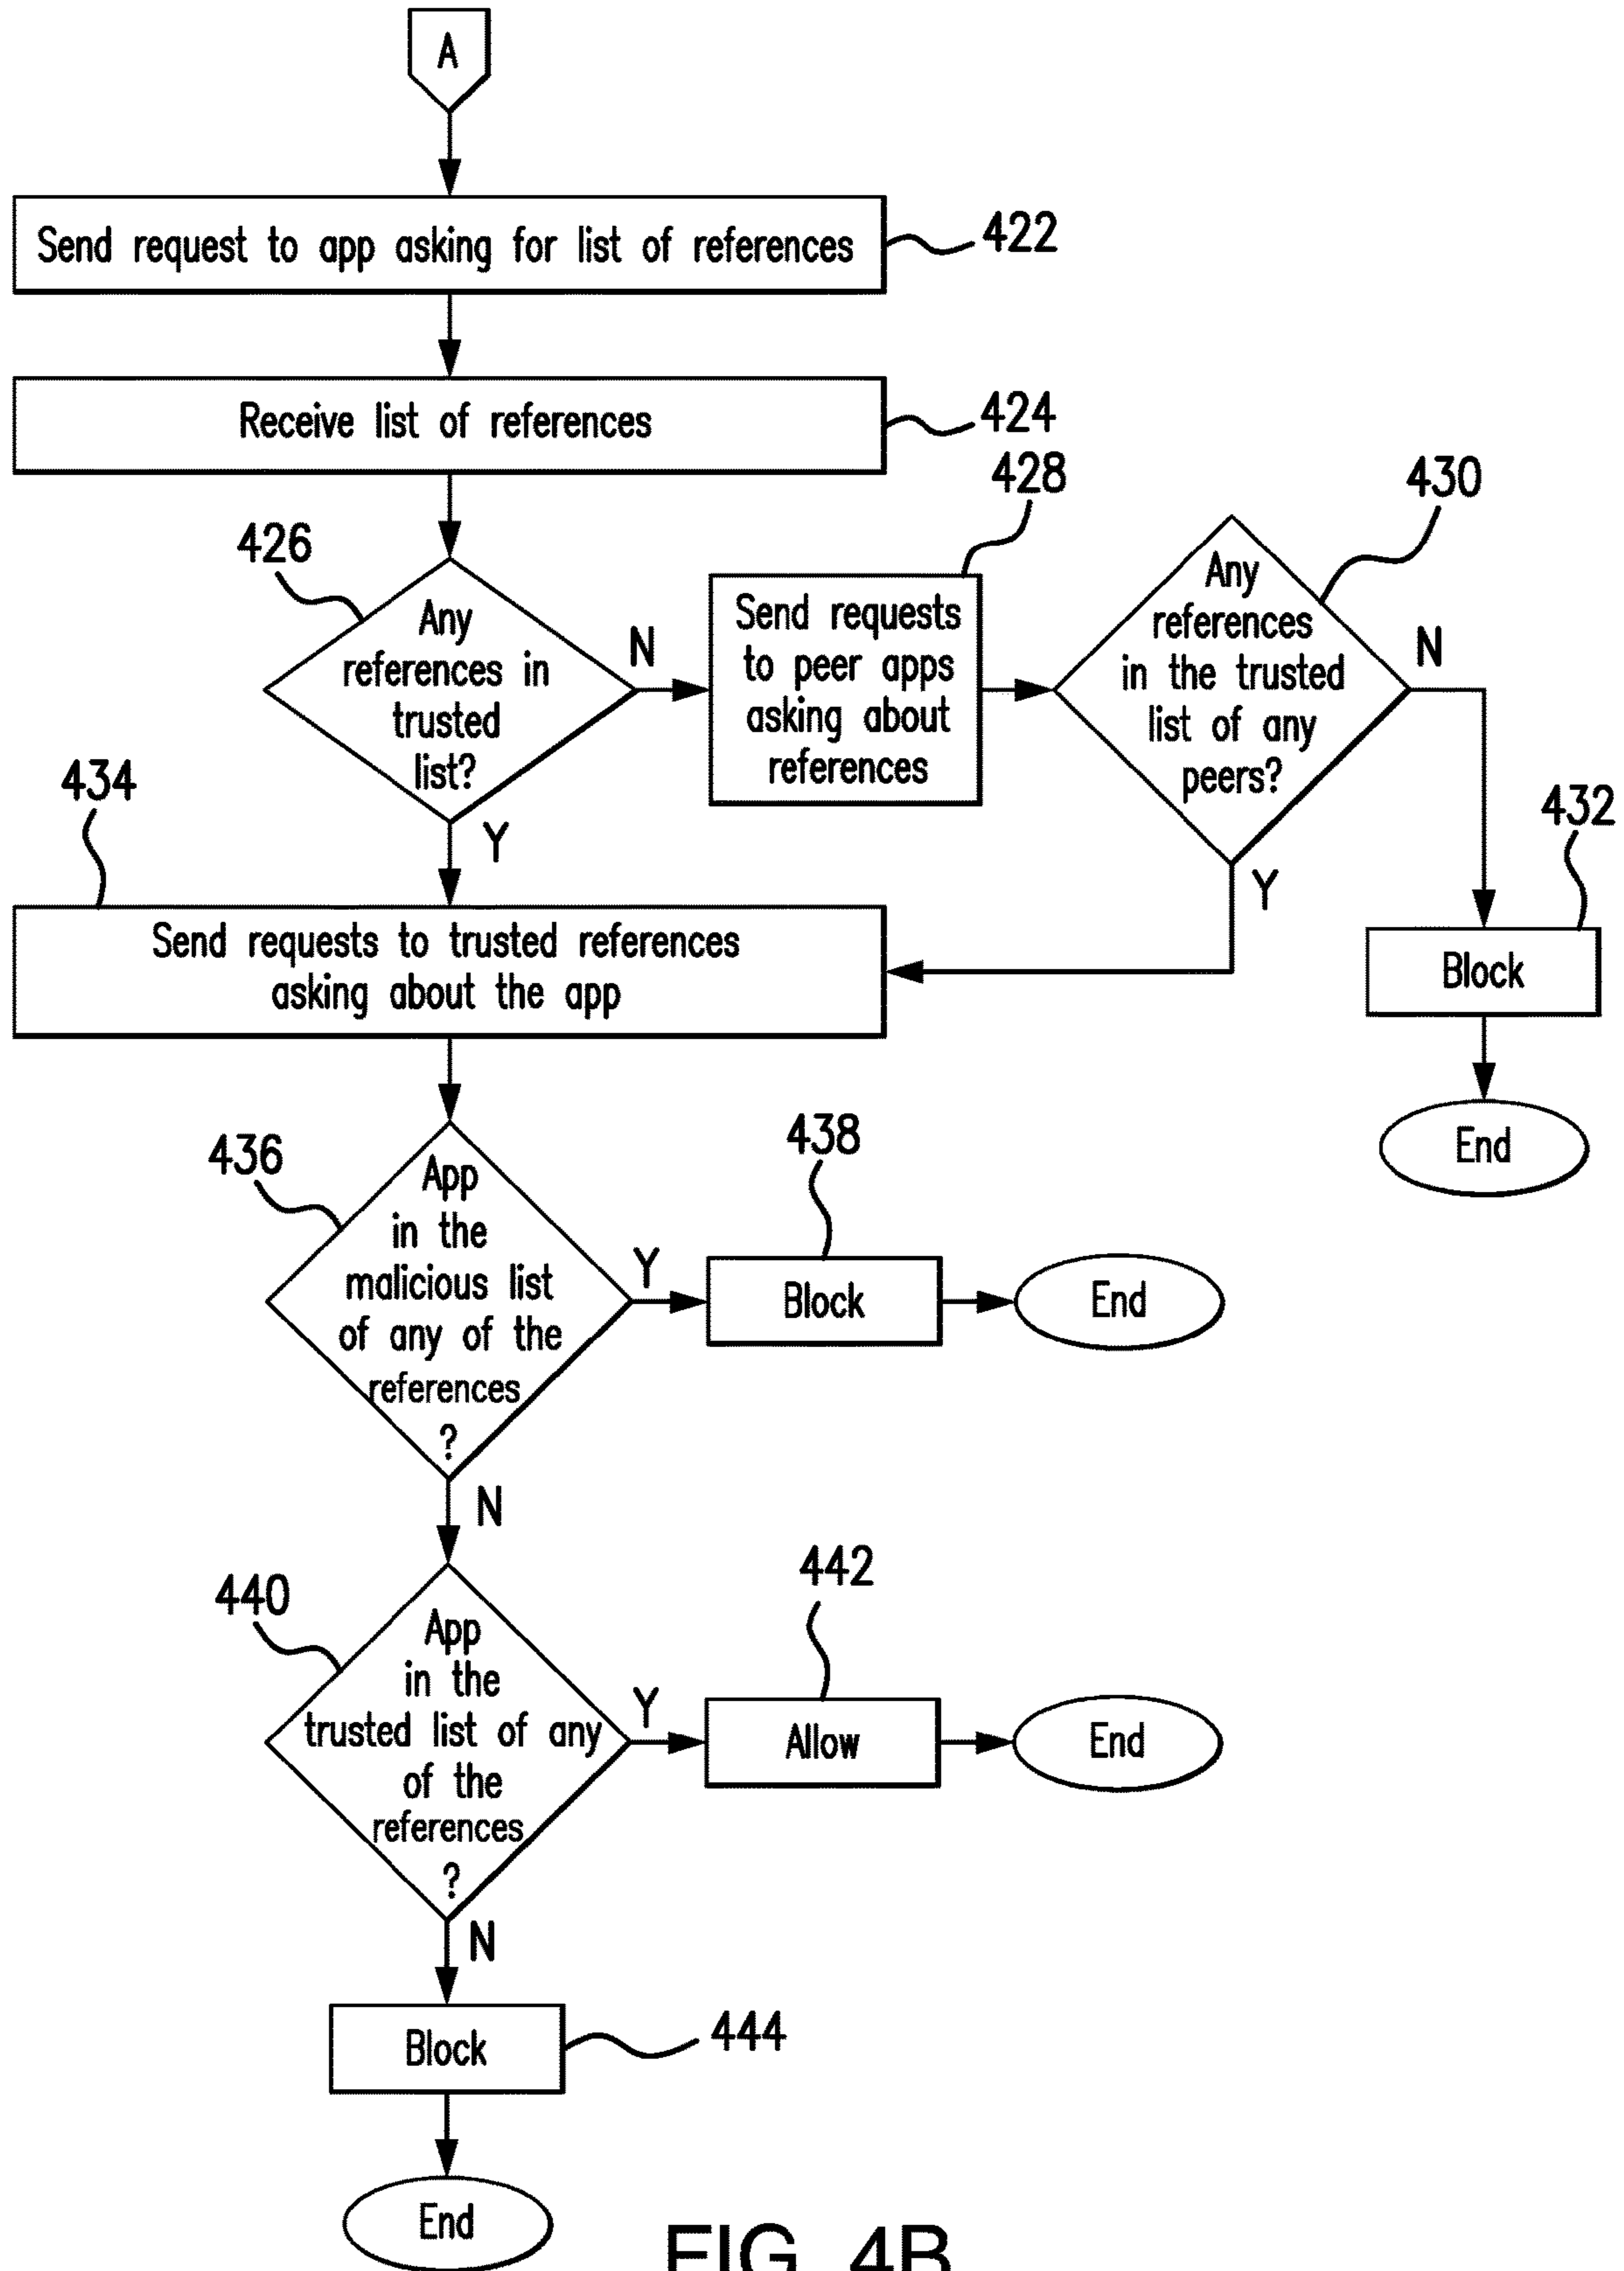 A
Send request to app asking for list of references
422
Receive list of references
424
428
430
426
Any
references in
trusted
list?
N
Y
Send requests
to peer apps
asking about
references
Any
references
in the trusted
list of any
peers?
N
Y
434
432
Send requests to trusted references
asking about the app
Block
End
436
App
in the
malicious list
of any of the
references
?
Y
N
438
Block
End
440
App
in the
trusted list of any
of the
references
?
Y
N
442
Allow
End
Block
444
End
FIG. 4B